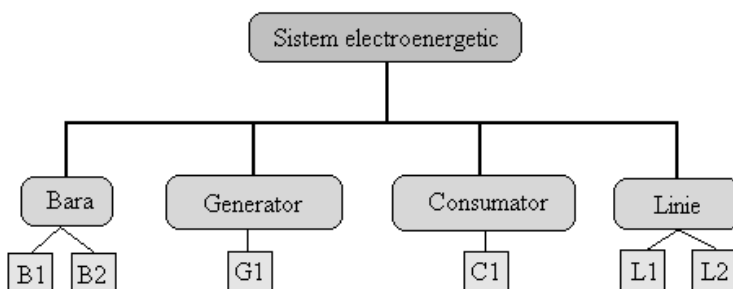 Sistem electroenergetic
Bara
Generator
Consumator
Linie
B1
B2
G1
C1
L1
L2